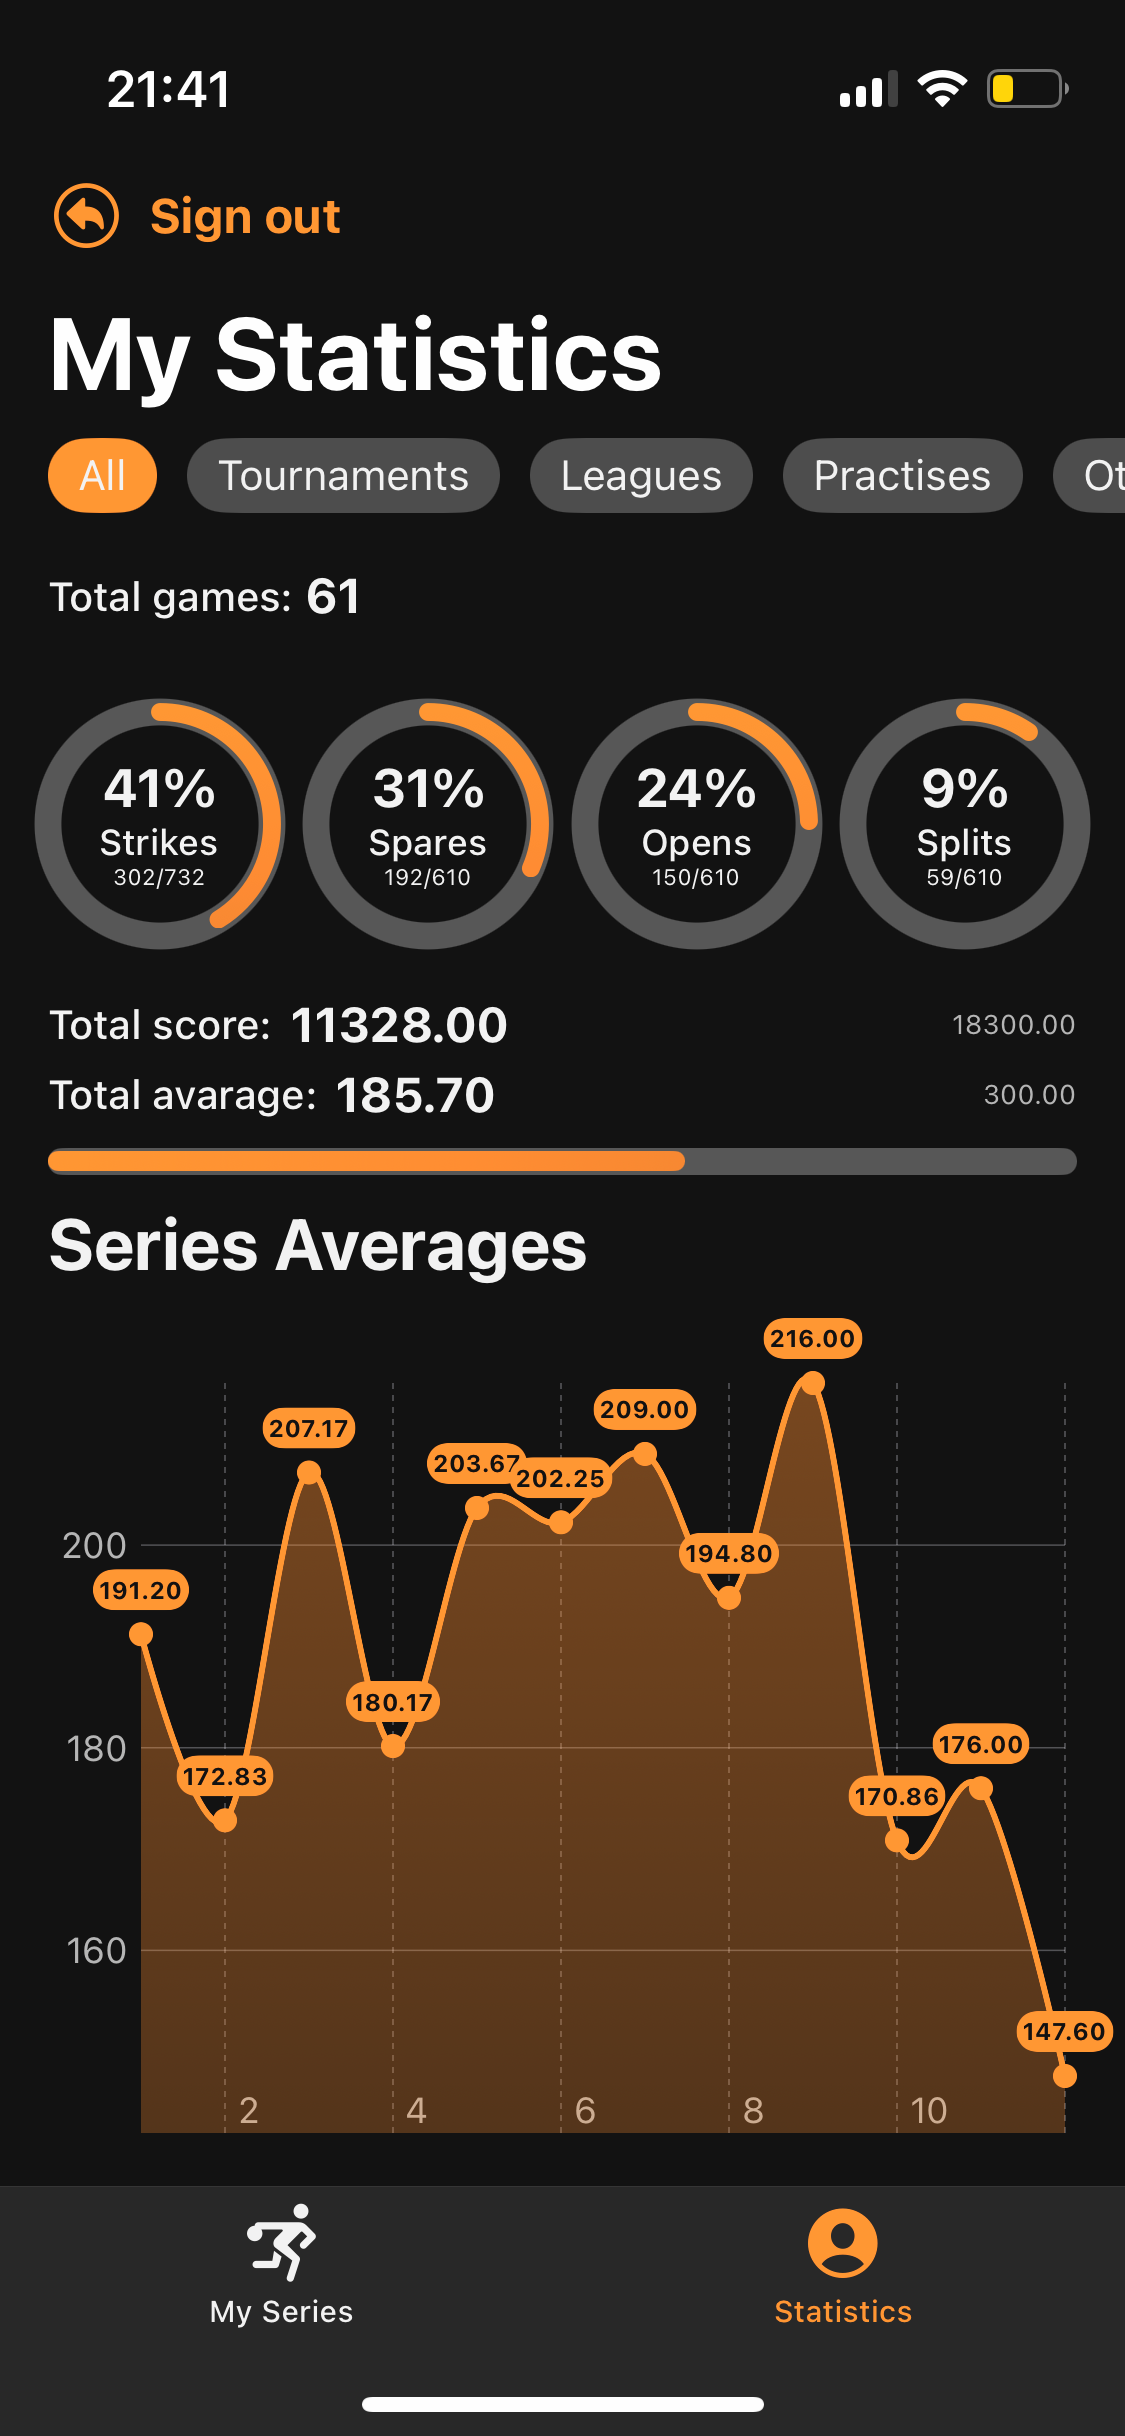 21:41
Sign out
My Statistics
All Tournaments Leagues Practises Ot
Total games: 61
41% 31% 24% 9%
Strikes Spares Opens Splits
302/732 192/610 150/610 59/610
Total score: 11328.00 18300.00
Total avarage: 185.70 300.00
Series Averages
216.00
209.00
207.17
203.67
202.25
200
194.80
191.20
180.17
180
176.00
172.83
170.86
160
147.60
2 4 6 8 10
My Series Statistics